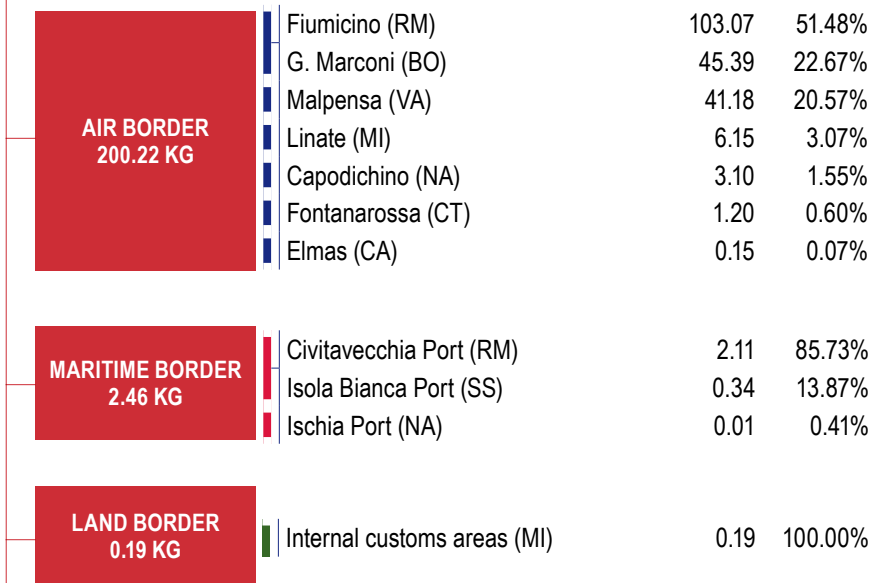 AIR BORDER
200.22 KG
Fiumicino (RM) 103.07 51.48%
G. Marconi (BO) 45.39 22.67%
Malpensa (VA) 41.18 20.57%
Linate (MI) 6.15 3.07%
Capodichino (NA) 3.10 1.55%
Fontanarossa (CT) 1.20 0.60%
Elmas (CA) 0.15 0.07%
MARITIME BORDER
2.46 KG
Civitavecchia Port (RM) 2.11 85.73%
Isola Bianca Port (SS) 0.34 13.87%
Ischia Port (NA) 0.01 0.41%
LAND BORDER
0.19 KG
Internal customs areas (MI) 0.19 100.00%